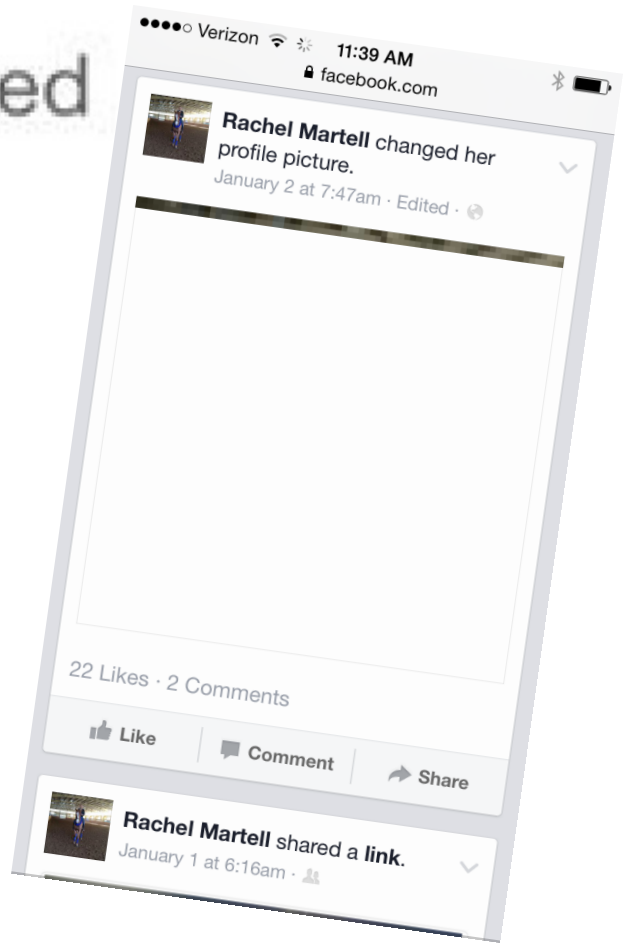 ed
Verizon 11:39 AM
facebook.com
Rachel Martell changed her
profile picture.
January 2 at 7:47am · Edited ·
22 Likes · 2 Comments
Like Comment Share
Rachel Martell shared a link.
January 1 at 6:16am ·